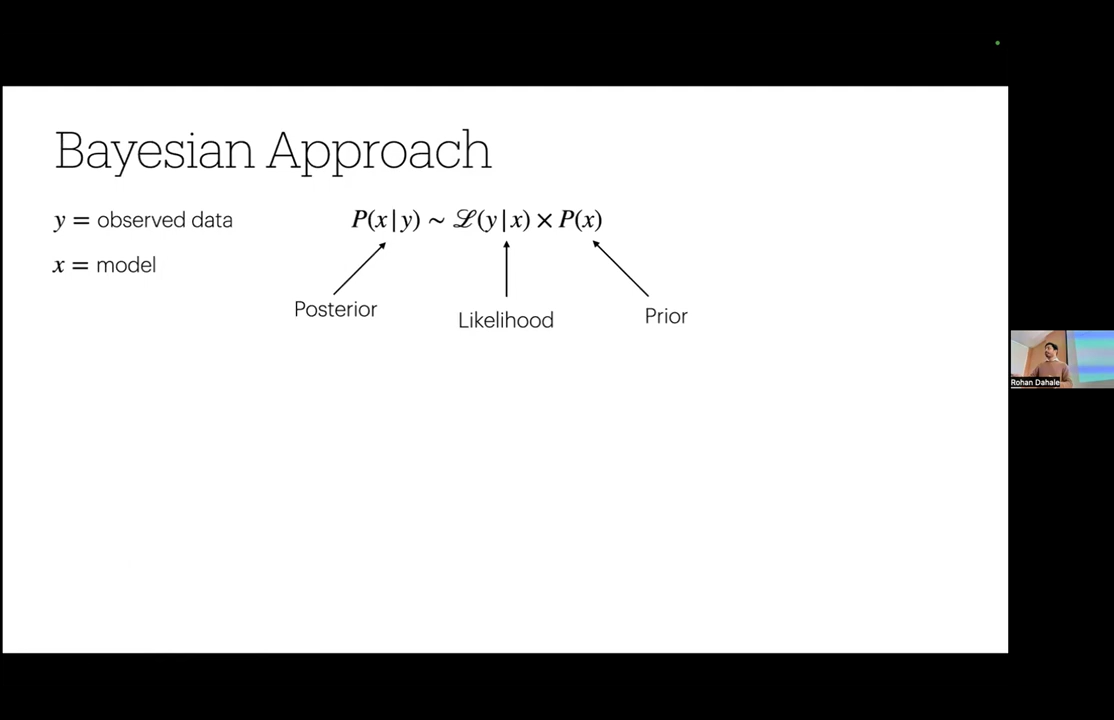 Bayesian Approach
y = observed data
P(x|y) ~ ℒ(y|x) × P(x)
x = model
Posterior
Likelihood
Prior
Rohan Dahale